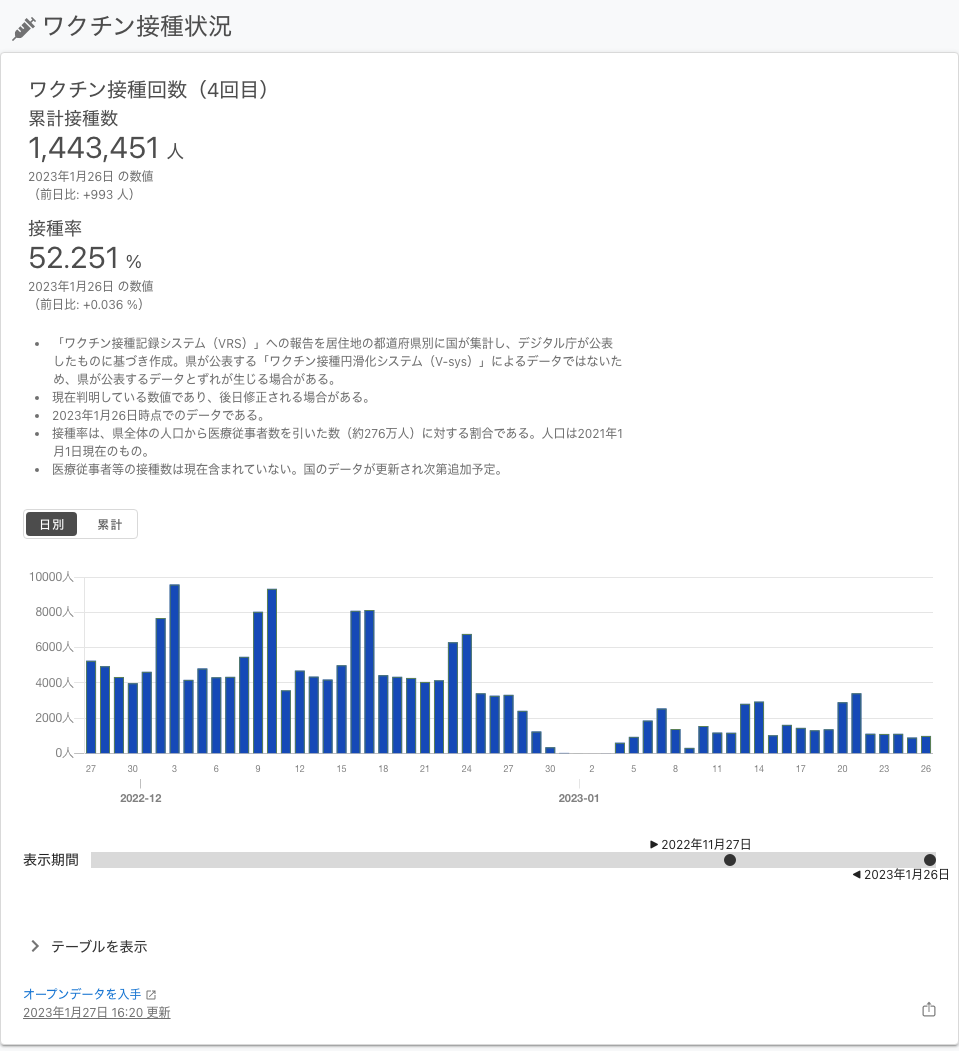 ワクチン接種状況
ワクチン接種回数（4回目）
累計接種数
1,443,451 人
2023年1月26日 の数値
（前日比: +993 人）
接種率
52.251 %
2023年1月26日 の数値
（前日比: +0.036 %）
• 「ワクチン接種記録システム（VRS）」への報告を居住地の都道府県別に国が集計し、デジタル庁が公表
したものに基づき作成。県が公表する「ワクチン接種円滑化システム（V-sys）」によるデータではないた
め、県が公表するデータとずれが生じる場合がある。
• 現在判明している数値であり、後日修正される場合がある。
• 2023年1月26日時点でのデータである。
• 接種率は、県全体の人口から医療従事者数を引いた数（約276万人）に対する割合である。人口は2021年1
月1日現在のもの。
• 医療従事者等の接種数は現在含まれていない。国のデータが更新され次第追加予定。
日別 累計
10000人
8000人
6000人
4000人
2000人
0人
27 30 3 6 9 12 15 18 21 24 27 30 2 5 8 11 14 17 20 23 26
2022-12 2023-01
▶ 2022年11月27日
表示期間
◀ 2023年1月26日
テーブルを表示
オープンデータを入手
2023年1月27日 16:20 更新